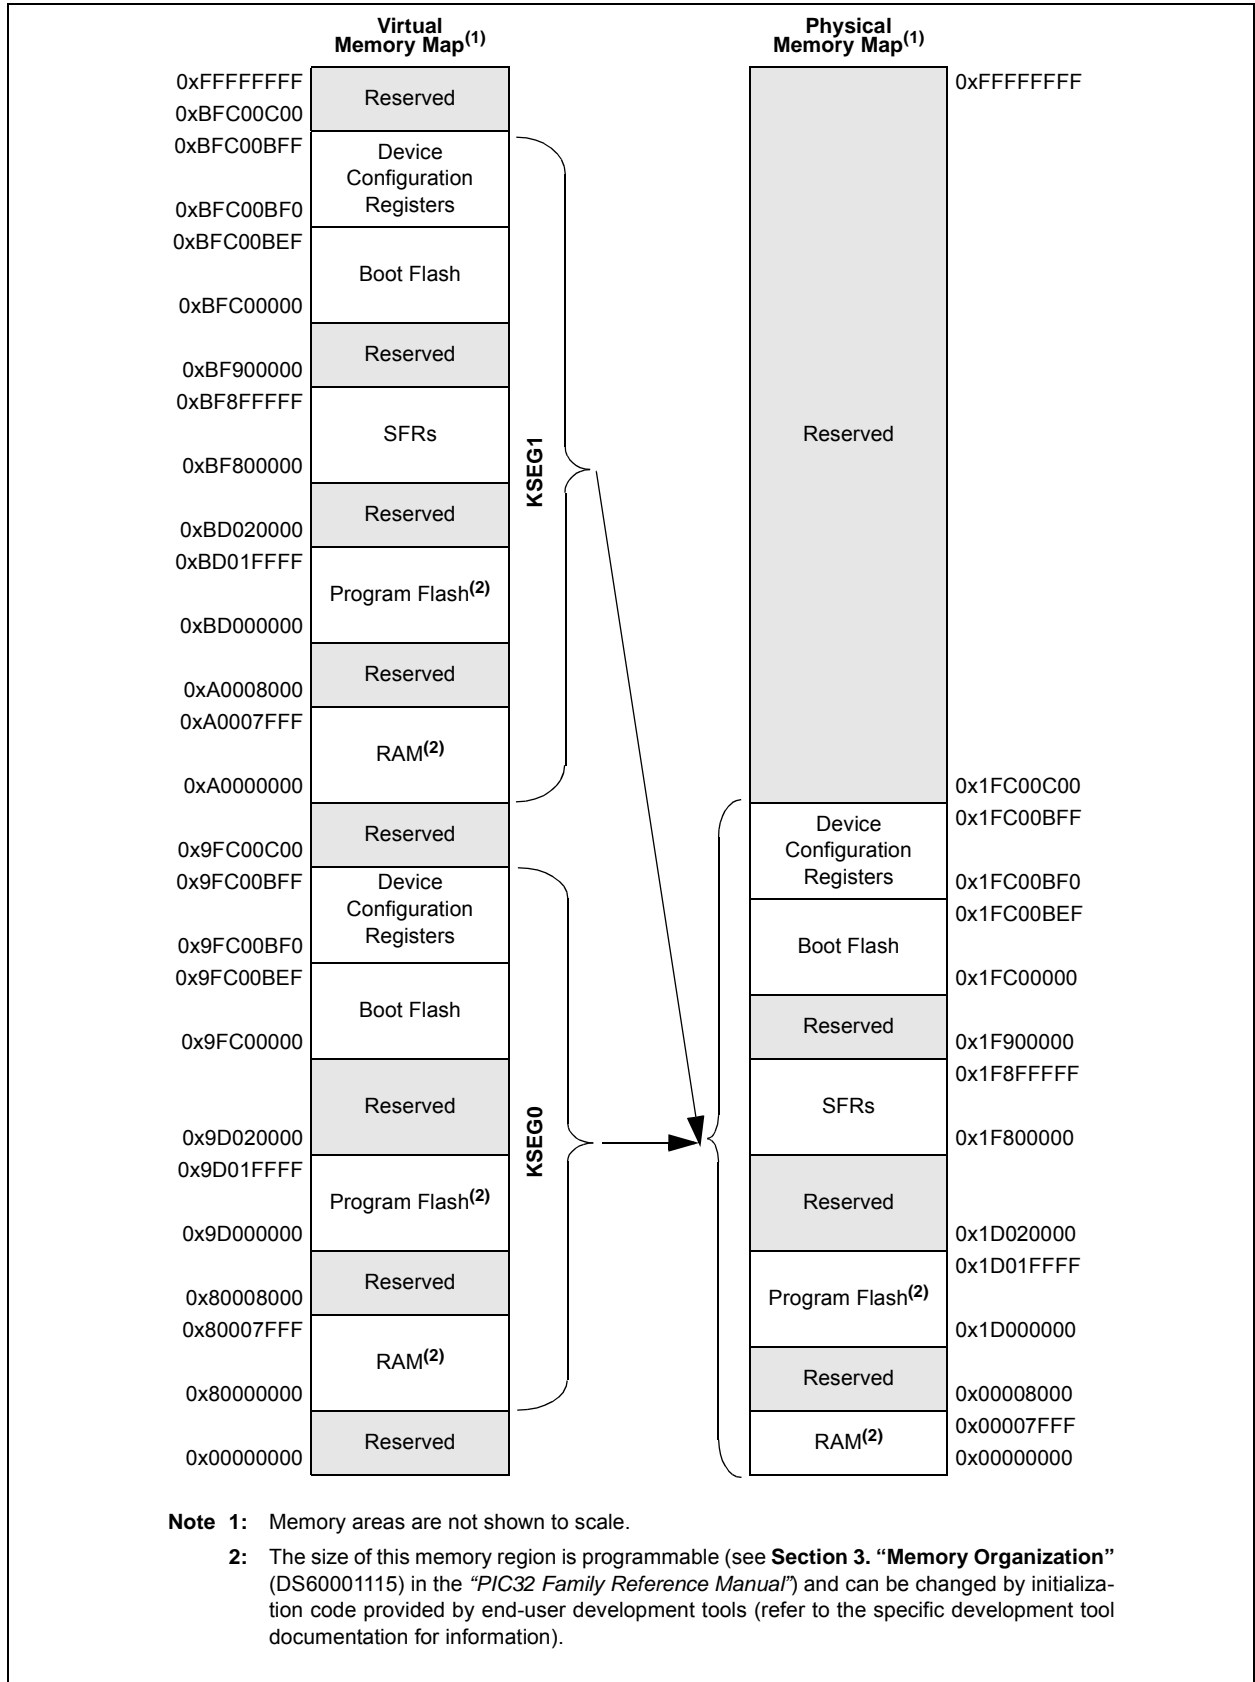 Virtual
Memory Map(1)
0xFFFFFFFF
Reserved
0xBFC00C00
0xBFC00BFF
Device
Configuration
Registers
0xBFC00BF0
0xBFC00BEF
Boot Flash
0xBFC00000
Reserved
0xBF900000
0xBF8FFFFF
SFRs
0xBF800000
Reserved
0xBD020000
0xBD01FFFF
Program Flash(2)
0xBD000000
Reserved
0xA0008000
0xA0007FFF
RAM(2)
0xA0000000
KSEG1
Reserved
0x9FC00C00
0x9FC00BFF
Device
Configuration
Registers
0x9FC00BF0
0x9FC00BEF
Boot Flash
0x9FC00000
Reserved
0x9D020000
0x9D01FFFF
Program Flash(2)
0x9D000000
Reserved
0x80008000
0x80007FFF
RAM(2)
0x80000000
KSEG0
Reserved
0x00000000
Physical
Memory Map(1)
0xFFFFFFFF
Reserved
0x1FC00C00
0x1FC00BFF
Device
Configuration
Registers
0x1FC00BF0
0x1FC00BEF
Boot Flash
0x1FC00000
Reserved
0x1F900000
0x1F8FFFFF
SFRs
0x1F800000
Reserved
0x1D020000
0x1D01FFFF
Program Flash(2)
0x1D000000
Reserved
0x00008000
0x00007FFF
RAM(2)
0x00000000
Note 1: Memory areas are not shown to scale.
2: The size of this memory region is programmable (see Section 3. “Memory Organization”
(DS60001115) in the “PIC32 Family Reference Manual”) and can be changed by initializa-
tion code provided by end-user development tools (refer to the specific development tool
documentation for information).